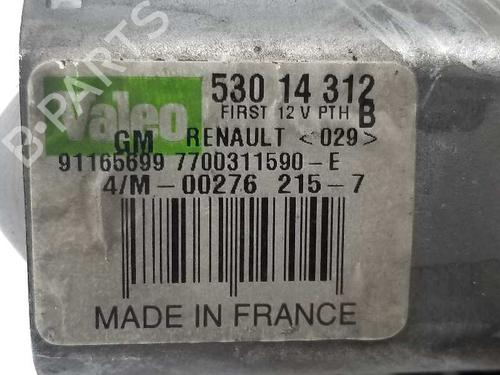 Valeo 530 14 312
FIRST 12 V PTH B
GM RENAULT <029>
91165699 7700311590-E
4/M-00276 215-7
MADE IN FRANCE
B-PARTS